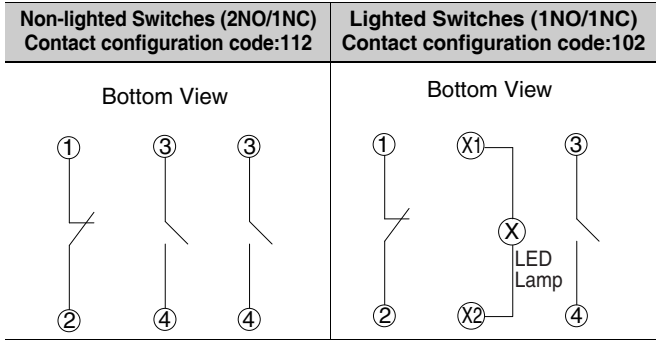 Non-lighted Switches (2NO/1NC)
Contact configuration code:112
Lighted Switches (1NO/1NC)
Contact configuration code:102
Bottom View
1 3 3
2 4 4
Bottom View
1 X1 3
X
LED
Lamp
2 X2 4